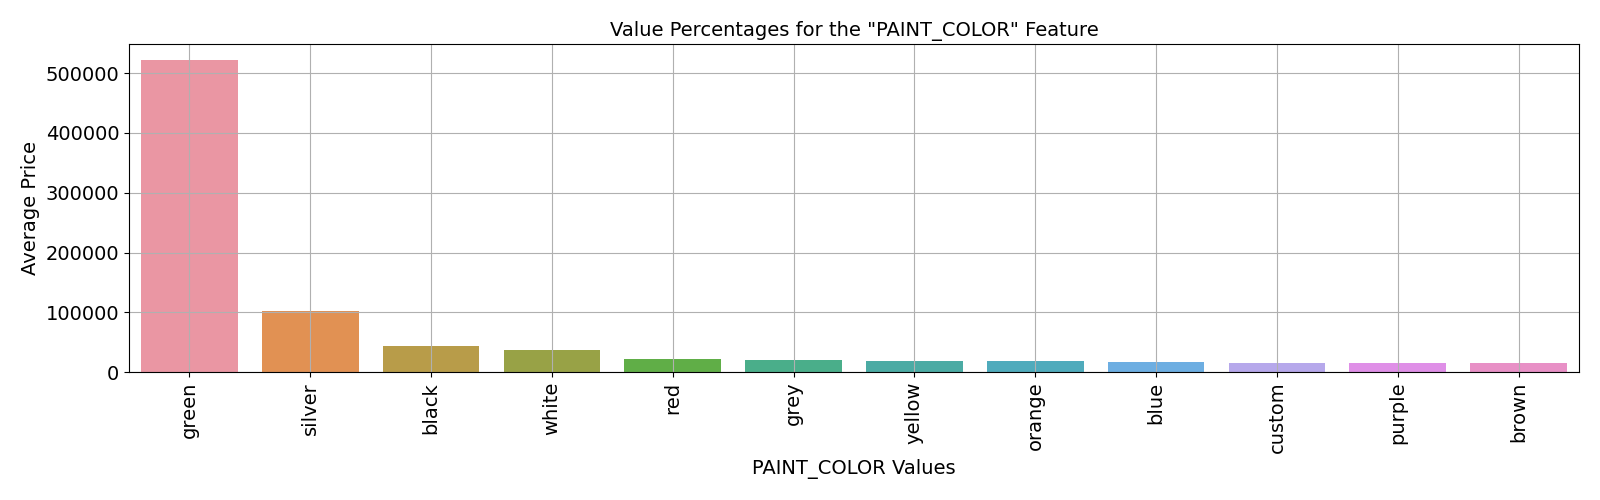 Value Percentages for the "PAINT_COLOR" Feature
Average Price
500000
400000
300000
200000
100000
0
green
silver
black
white
red
grey
yellow
orange
blue
custom
purple
brown
PAINT_COLOR Values